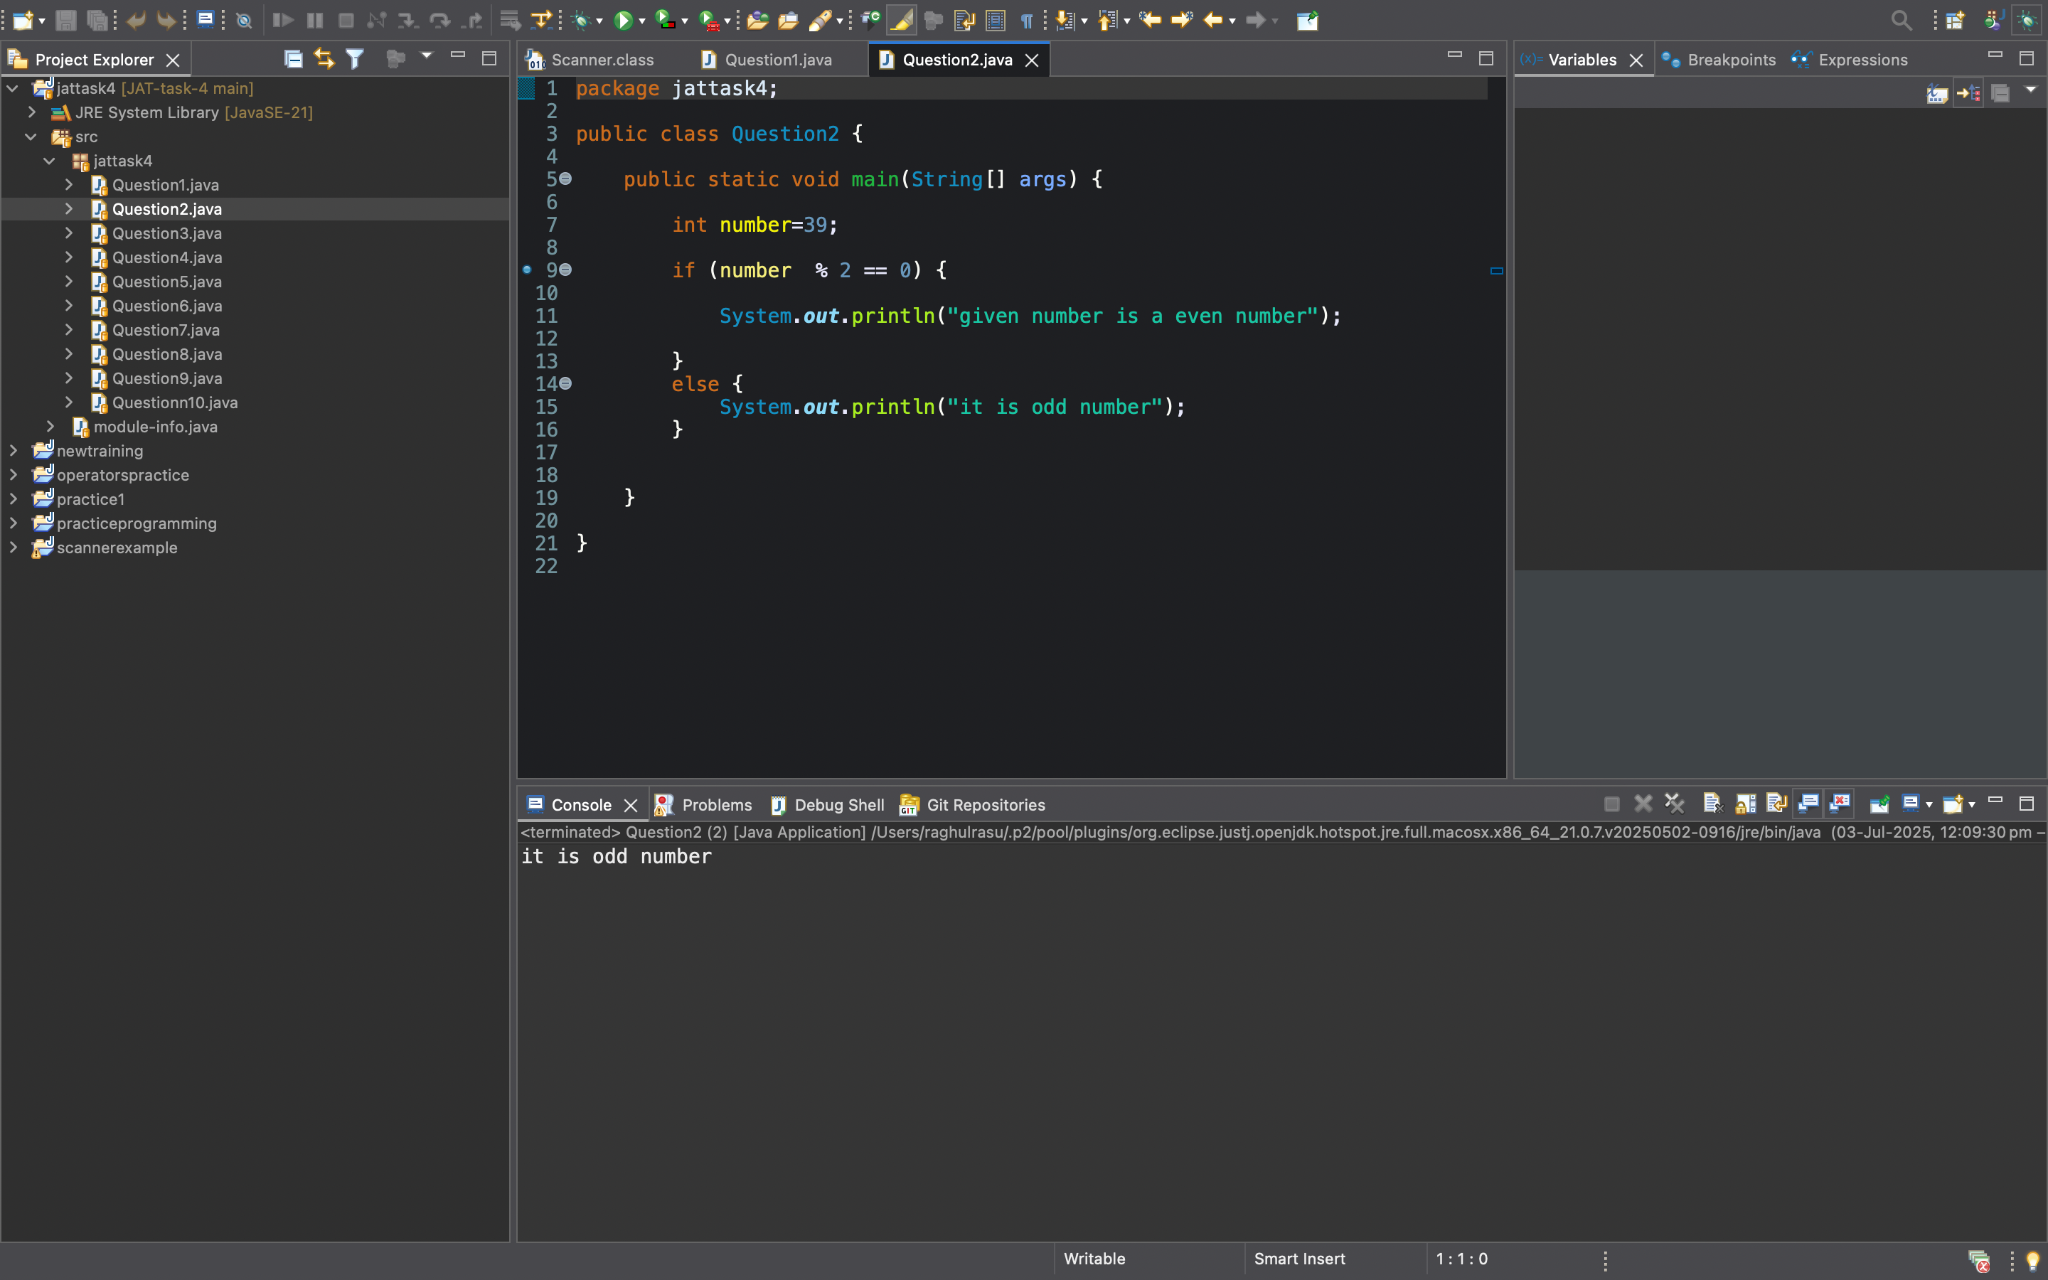 Project Explorer
jattask4 [JAT-task-4 main]
JRE System Library [JavaSE-21]
src
jattask4
Question1.java
Question2.java
Question3.java
Question4.java
Question5.java
Question6.java
Question7.java
Question8.java
Question9.java
Questionn10.java
module-info.java
newtraining
operatorspractice
practice1
practiceprogramming
scannerexample
Scanner.class Question1.java Question2.java
1 package jattask4;
2
3 public class Question2 {
4
5 public static void main(String[] args) {
6
7 int number=39;
8
9 if (number  % 2 == 0) {
10
11 System.out.println("given number is a even number");
12
13 }
14 else {
15 System.out.println("it is odd number");
16 }
17
18
19 }
20
21 }
22
(x)= Variables Breakpoints Expressions
Console Problems Debug Shell Git Repositories
<terminated> Question2 (2) [Java Application] /Users/raghulrasu/.p2/pool/plugins/org.eclipse.justj.openjdk.hotspot.jre.full.macosx.x86_64_21.0.7.v20250502-0916/jre/bin/java (03-Jul-2025, 12:09:30 pm –
it is odd number
Writable Smart Insert 1 : 1 : 0